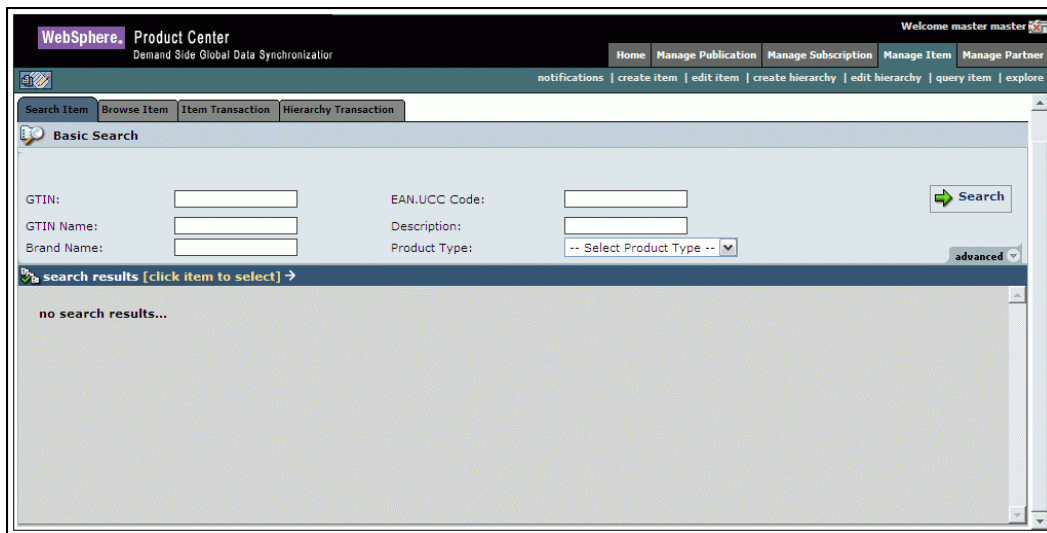 Welcome master master
WebSphere. Product Center
Demand Side Global Data Synchronization
Home Manage Publication Manage Subscription Manage Item Manage Partner
notifications | create item | edit item | create hierarchy | edit hierarchy | query item | explore
Search Item Browse Item Item Transaction Hierarchy Transaction
Basic Search
GTIN: EAN.UCC Code: Search
GTIN Name: Description:
Brand Name: Product Type: -- Select Product Type --
advanced
search results [click item to select] →
no search results...